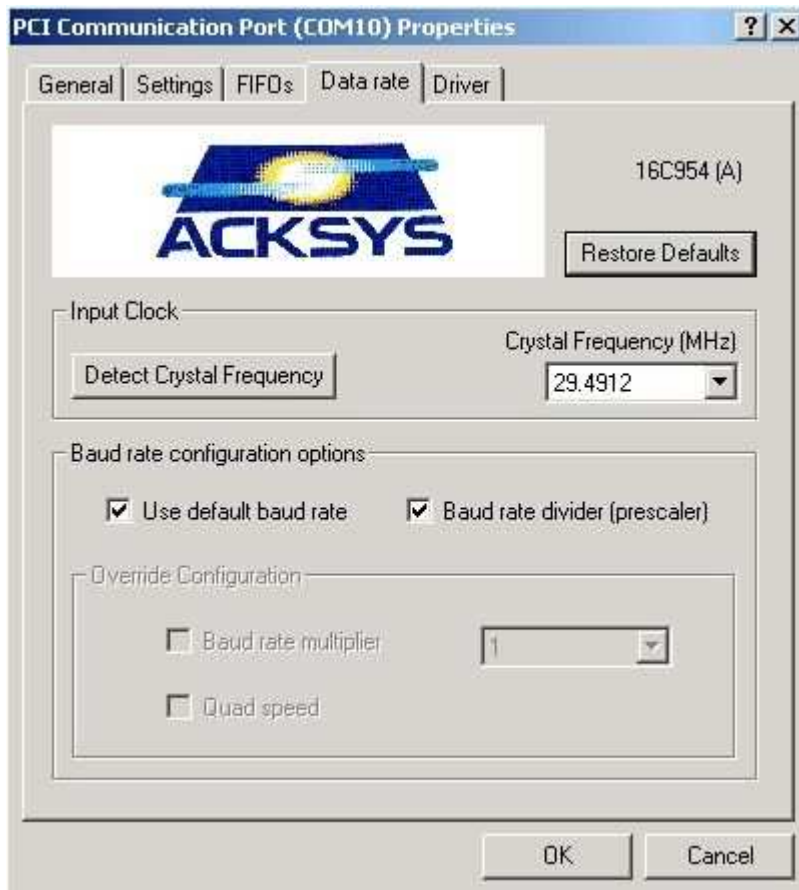 PCI Communication Port (COM10) Properties
General Settings FIFOs Data rate Driver
ACKSYS
16C954 (A)
Restore Defaults
Input Clock
Crystal Frequency (MHz)
Detect Crystal Frequency
29.4912
Baud rate configuration options
Use default baud rate
Baud rate divider (prescaler)
Override Configuration
Baud rate multiplier
1
Quad speed
OK
Cancel